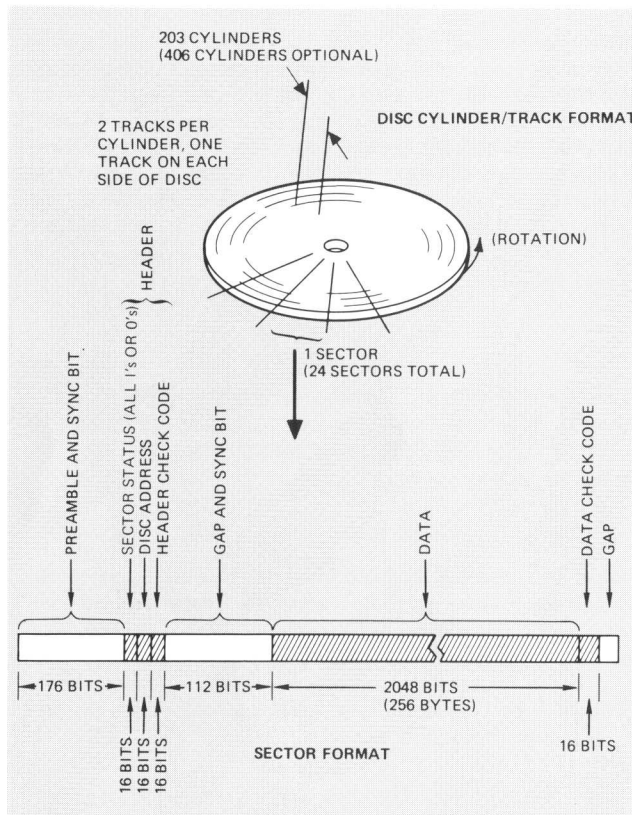 203 CYLINDERS
(406 CYLINDERS OPTIONAL)
DISC CYLINDER/TRACK FORMAT
2 TRACKS PER
CYLINDER, ONE
TRACK ON EACH
SIDE OF DISC
(ROTATION)
HEADER
1 SECTOR
(24 SECTORS TOTAL)
PREAMBLE AND SYNC BIT.
SECTOR STATUS (ALL I's OR 0's)
DISC ADDRESS
HEADER CHECK CODE
GAP AND SYNC BIT
DATA
DATA CHECK CODE
GAP
176 BITS
112 BITS
2048 BITS
(256 BYTES)
16 BITS
16 BITS
16 BITS
16 BITS
SECTOR FORMAT